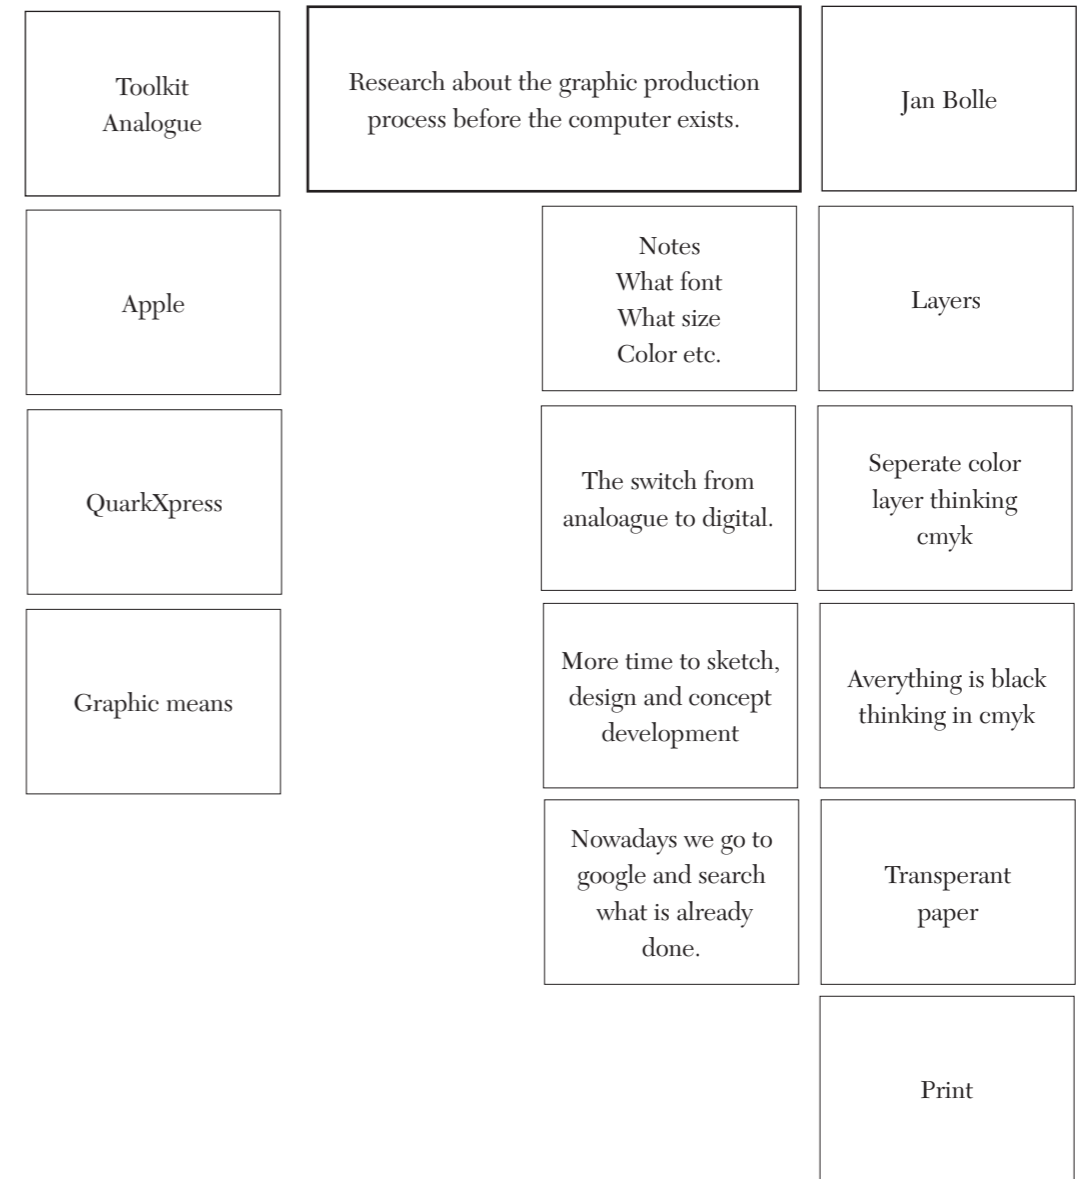 Toolkit
Analogue
Research about the graphic production
process before the computer exists.
Jan Bolle
Apple
Notes
What font
What size
Color etc.
Layers
QuarkXpress
The switch from
analoague to digital.
Seperate color
layer thinking
cmyk
Graphic means
More time to sketch,
design and concept
development
Averything is black
thinking in cmyk
Nowadays we go to
google and search
what is already
done.
Transperant
paper
Print